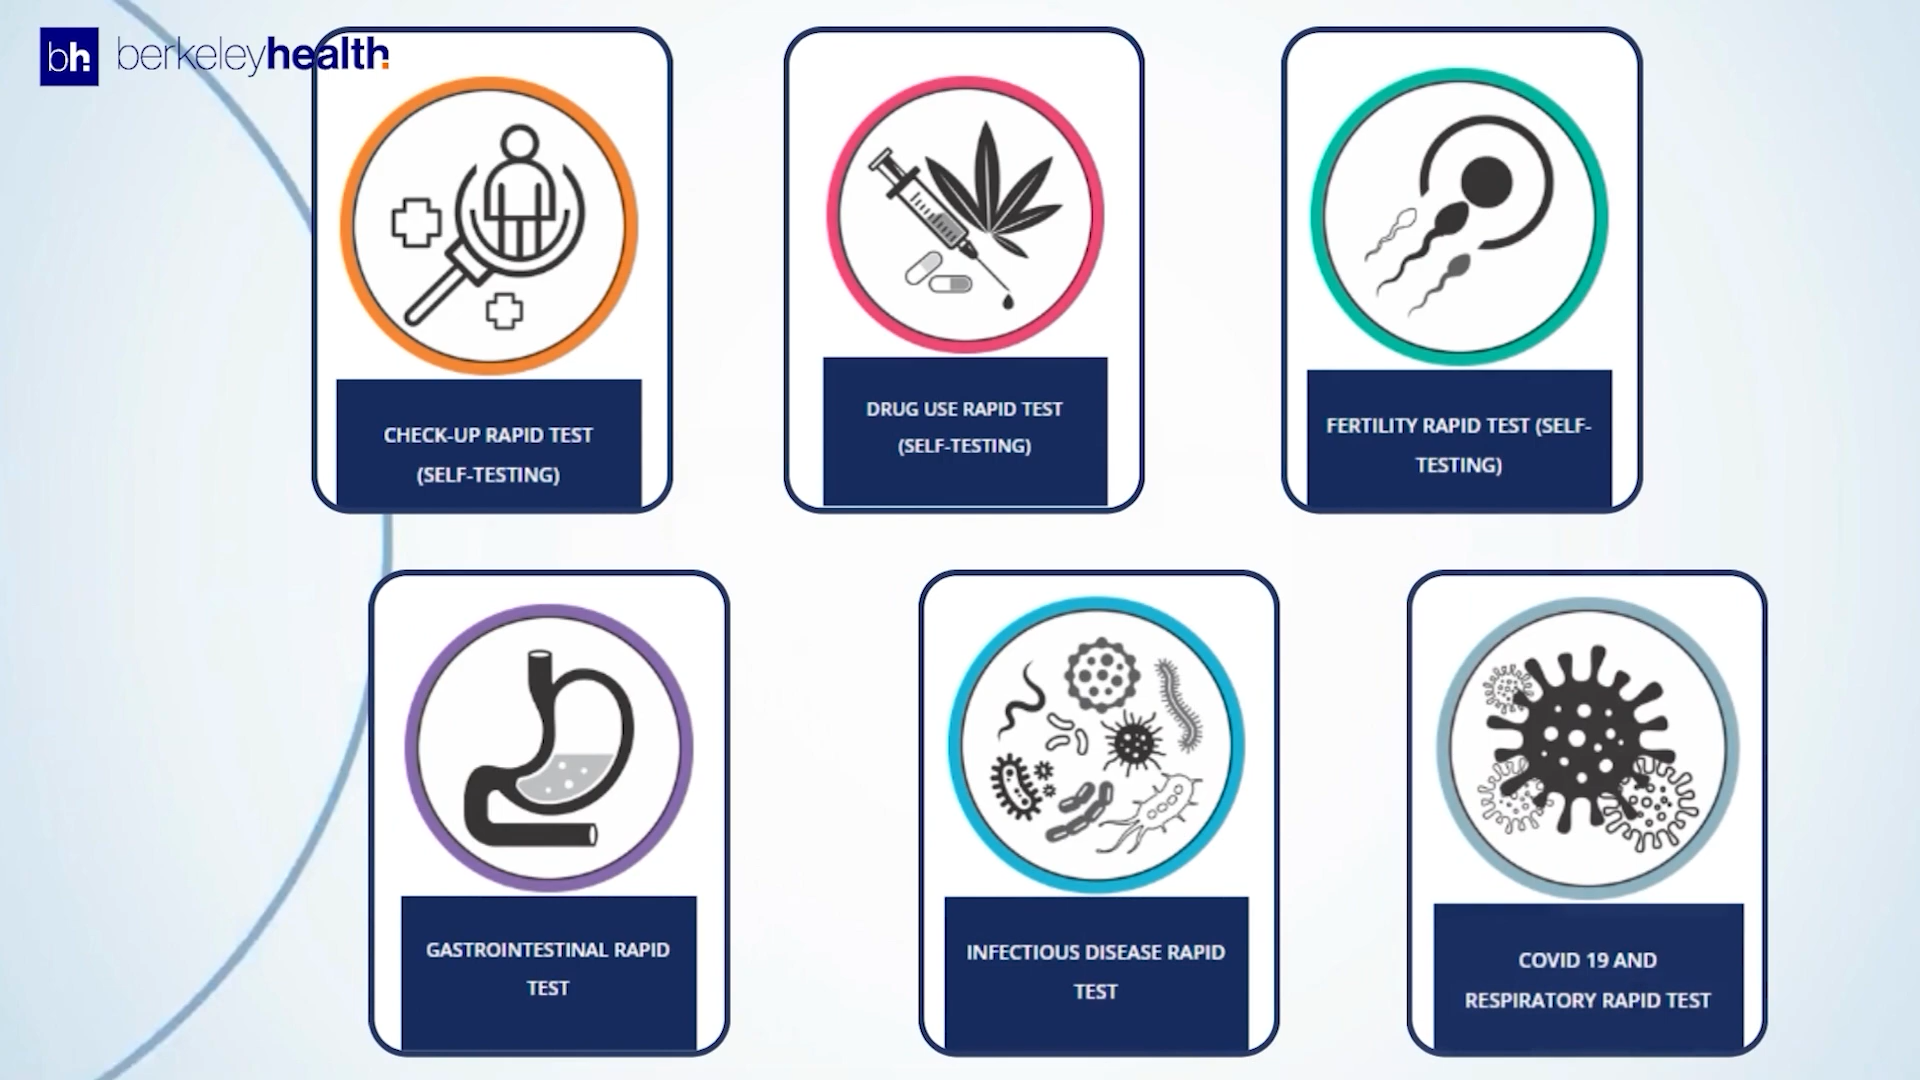 bh.
berkeleyhealth.
CHECK-UP RAPID TEST
(SELF-TESTING)
DRUG USE RAPID TEST
(SELF-TESTING)
FERTILITY RAPID TEST (SELF-
TESTING)
GASTROINTESTINAL RAPID
TEST
INFECTIOUS DISEASE RAPID
TEST
COVID 19 AND
RESPIRATORY RAPID TEST